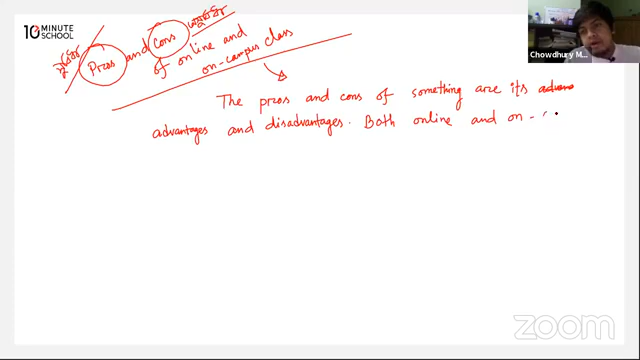 10 MINUTE SCHOOL
সুবিধা Pros and Cons অসুবিধা
of online and
on-campus class
The pros and cons of something are its
advantages and disadvantages. Both online and on-
Chowdhury M...
zoom